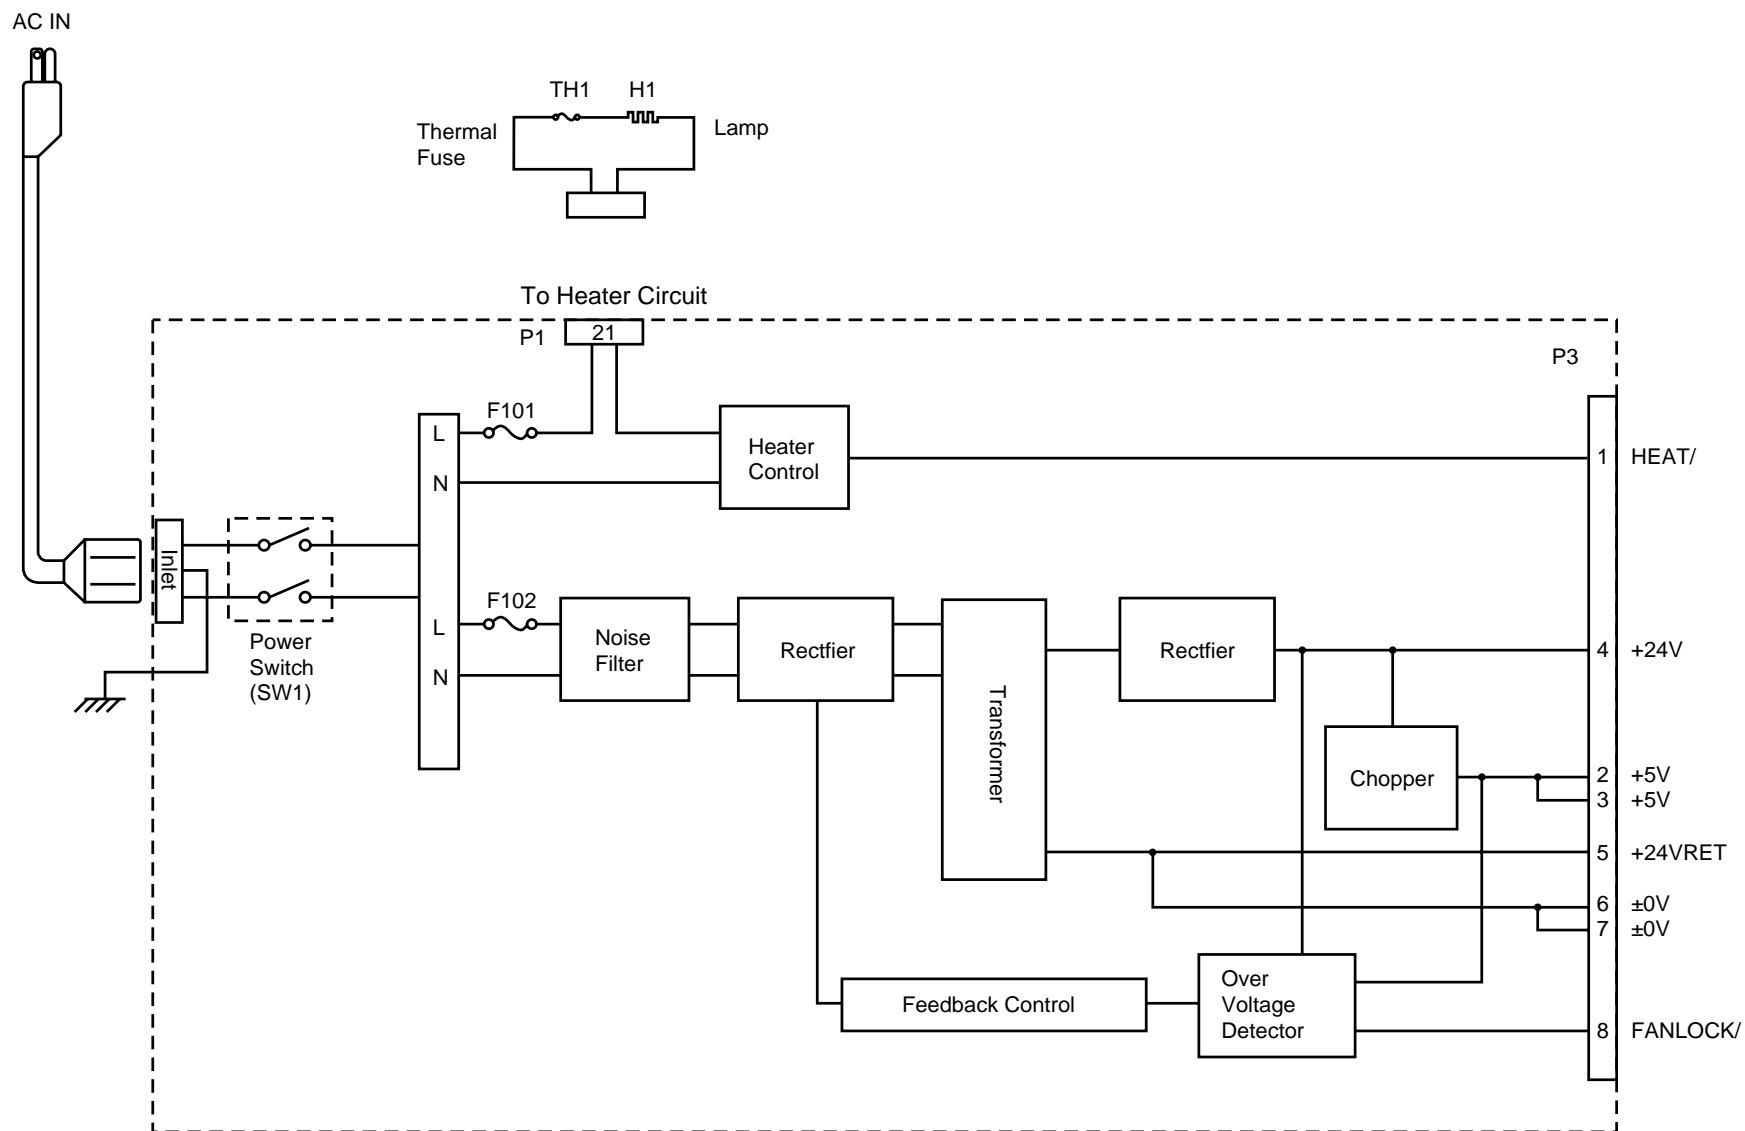 AC IN
TH1
H1
Thermal
Fuse
Lamp
To Heater Circuit
P1
21
P3
F101
L
N
Heater
Control
1
HEAT/
Inlet
Power
Switch
(SW1)
F102
L
N
Noise
Filter
Rectfier
Transformer
Rectfier
4
+24V
Chopper
2
+5V
3
+5V
5
+24VRET
6
±0V
7
±0V
Feedback Control
Over
Voltage
Detector
8
FANLOCK/